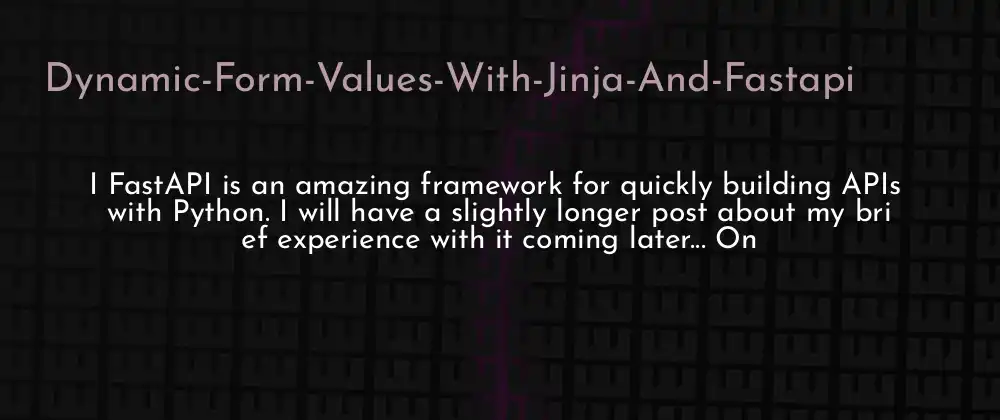 Dynamic-Form-Values-With-Jinja-And-Fastapi
I FastAPI is an amazing framework for quickly building APIs
with Python. I will have a slightly longer post about my bri
ef experience with it coming later... On